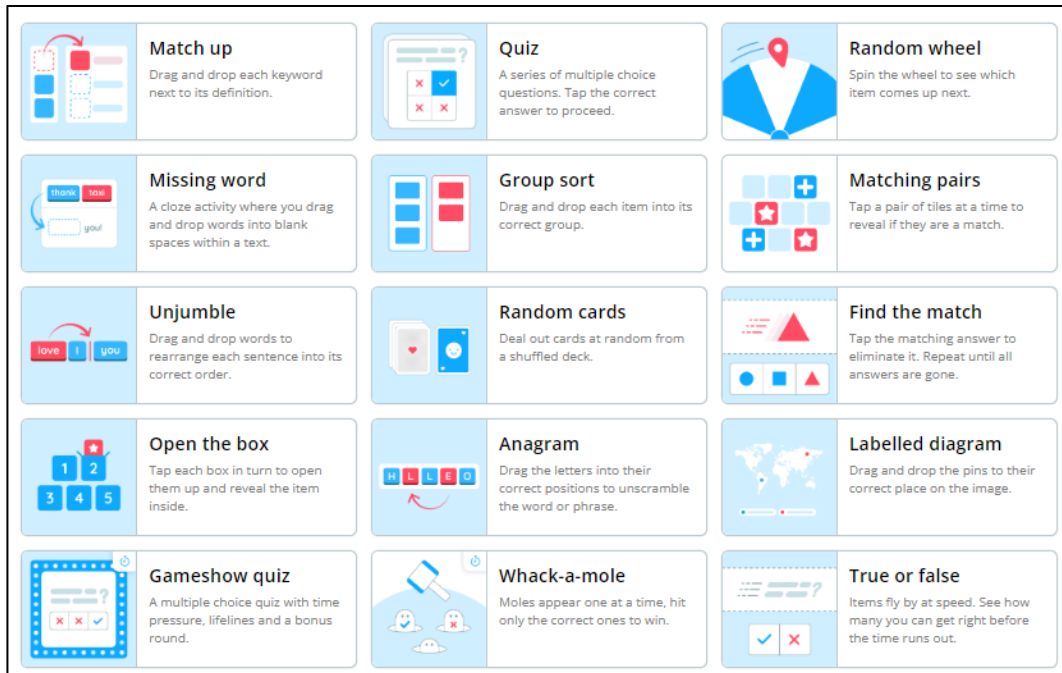 Match up
Drag and drop each keyword
next to its definition.
Quiz
A series of multiple choice
questions. Tap the correct
answer to proceed.
?
Random wheel
Spin the wheel to see which
item comes up next.
Missing word
A cloze activity where you drag
and drop words into blank
spaces within a text.
thank taxi
you!
Group sort
Drag and drop each item into its
correct group.
Matching pairs
Tap a pair of tiles at a time to
reveal if they are a match.
Unjumble
Drag and drop words to
rearrange each sentence into its
correct order.
love I you
Random cards
Deal out cards at random from
a shuffled deck.
Find the match
Tap the matching answer to
eliminate it. Repeat until all
answers are gone.
Open the box
Tap each box in turn to open
them up and reveal the item
inside.
1 2
3 4 5
Anagram
Drag the letters into their
correct positions to unscramble
the word or phrase.
H L L E O
Labelled diagram
Drag and drop the pins to their
correct place on the image.
Gameshow quiz
A multiple choice quiz with time
pressure, lifelines and a bonus
round.
?
Whack-a-mole
Moles appear one at a time, hit
only the correct ones to win.
True or false
Items fly by at speed. See how
many you can get right before
the time runs out.
?